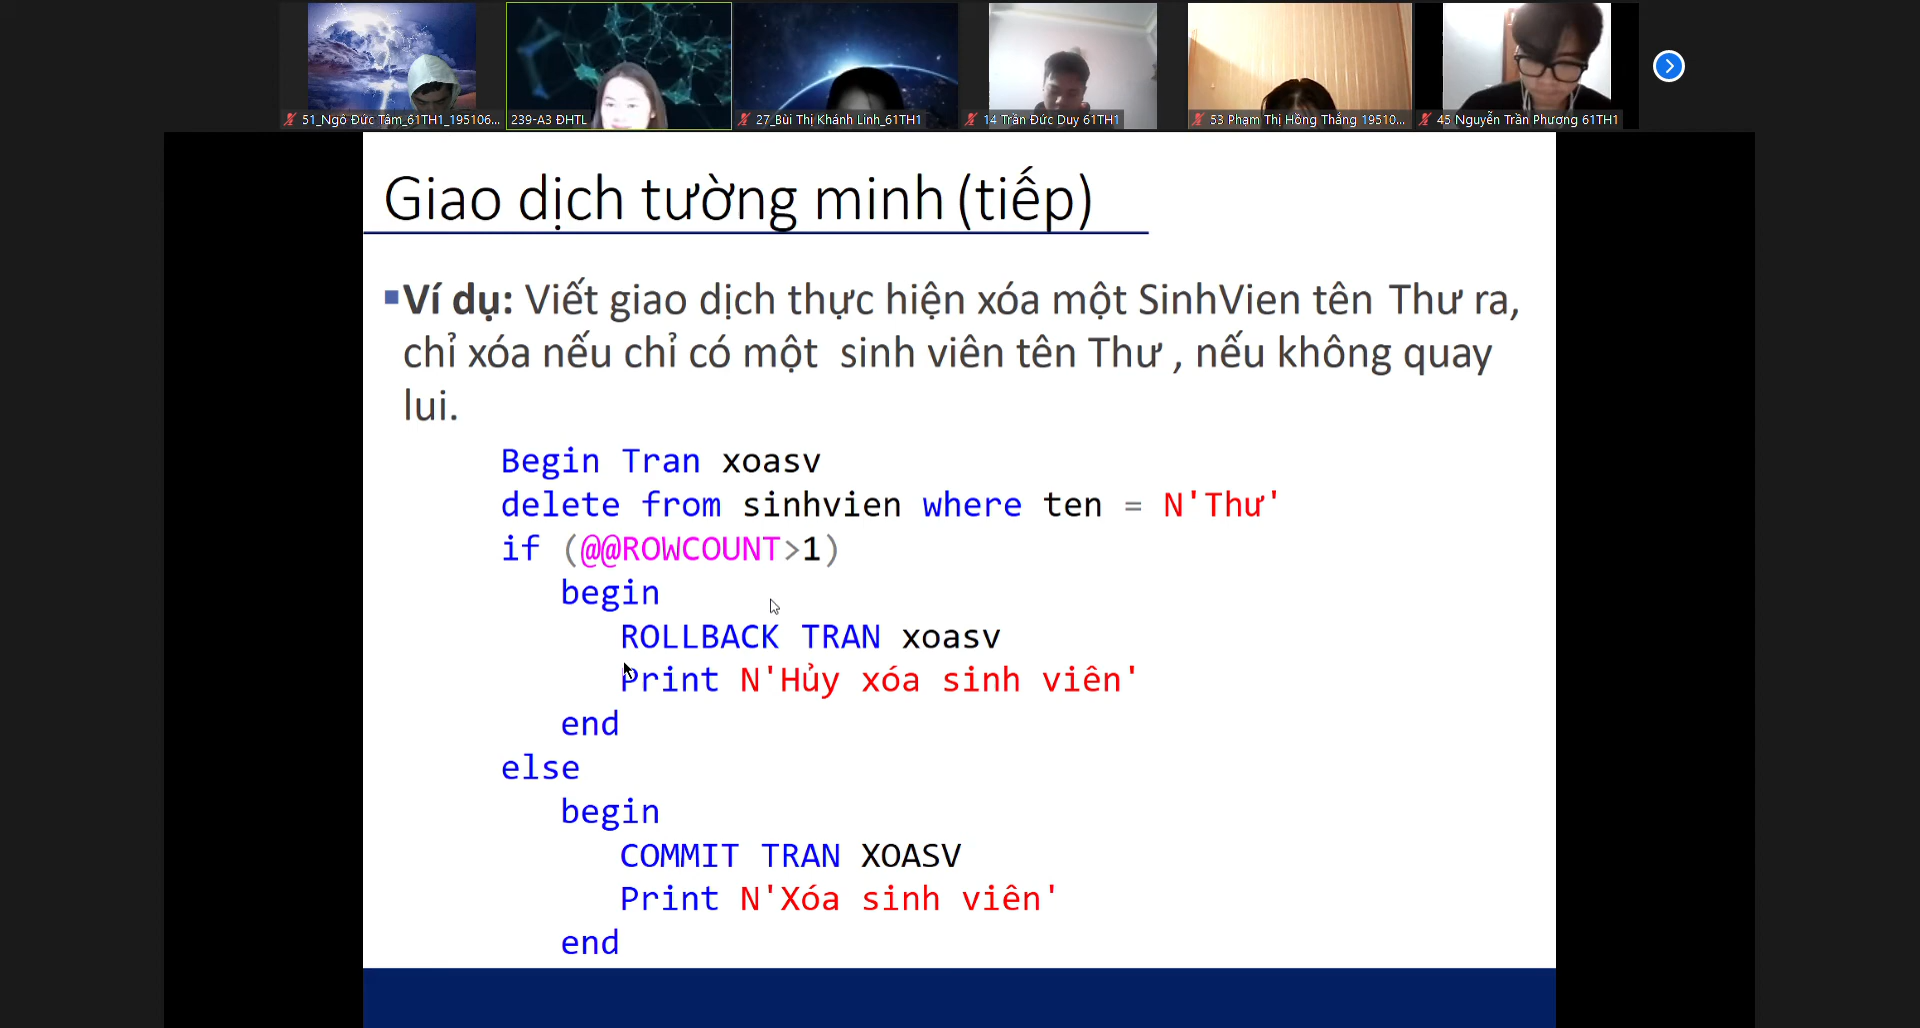 51_Ngô Đức Tâm_61TH1_195106...
239-A3 ĐHTL
27_Bùi Thị Khánh Linh_61TH1
14 Trần Đức Duy 61TH1
53 Phạm Thị Hồng Thắng 19510...
45 Nguyễn Trần Phương 61TH1
Giao dịch tường minh (tiếp)
Ví dụ: Viết giao dịch thực hiện xóa một SinhVien tên Thư ra,
chỉ xóa nếu chỉ có một sinh viên tên Thư , nếu không quay
lui.
Begin Tran xoasv
delete from sinhvien where ten = N'Thư'
if (@@ROWCOUNT>1)
begin
ROLLBACK TRAN xoasv
Print N'Hủy xóa sinh viên'
end
else
begin
COMMIT TRAN XOASV
Print N'Xóa sinh viên'
end